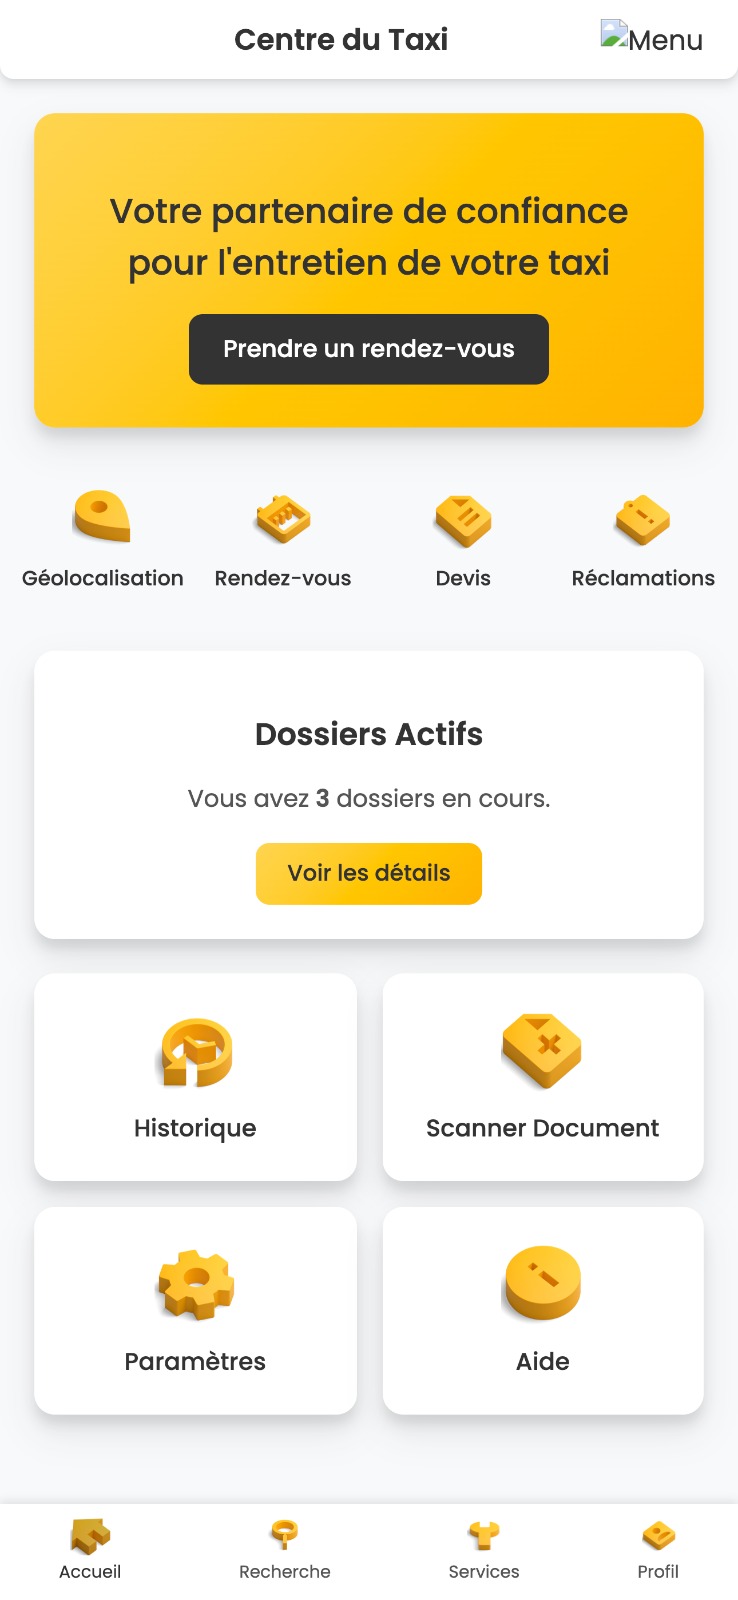 Centre du Taxi
Menu
Votre partenaire de confiance
pour l'entretien de votre taxi
Prendre un rendez-vous
Géolocalisation
Rendez-vous
Devis
Réclamations
Dossiers Actifs
Vous avez 3 dossiers en cours.
Voir les détails
Historique
Scanner Document
Paramètres
Aide
Accueil
Recherche
Services
Profil